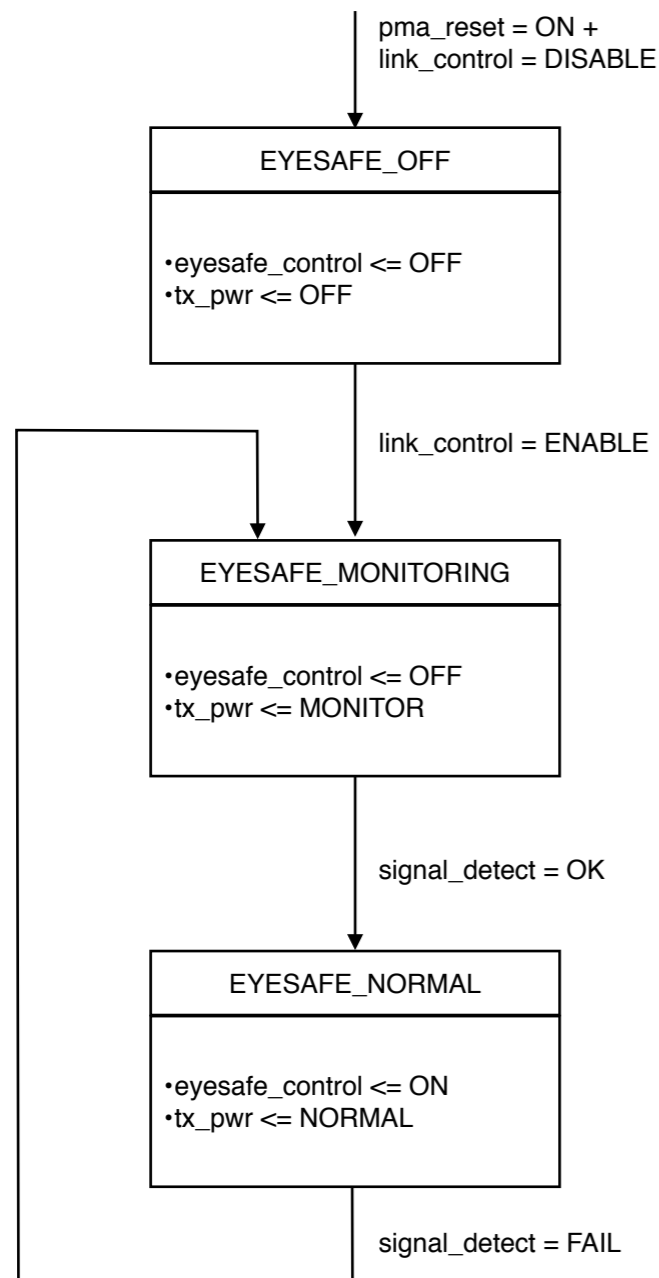 pma_reset = ON +
link_control = DISABLE
EYESAFE_OFF
•eyesafe_control <= OFF
•tx_pwr <= OFF
link_control = ENABLE
EYESAFE_MONITORING
•eyesafe_control <= OFF
•tx_pwr <= MONITOR
signal_detect = OK
EYESAFE_NORMAL
•eyesafe_control <= ON
•tx_pwr <= NORMAL
signal_detect = FAIL